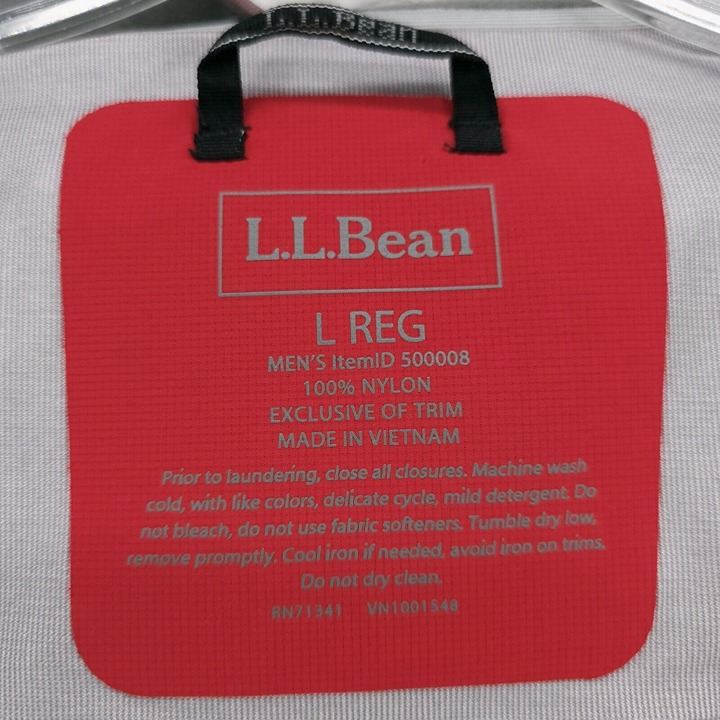 L.L.Bean
L.L.Bean
L REG
MEN'S ItemID 500008
100% NYLON
EXCLUSIVE OF TRIM
MADE IN VIETNAM
Prior to laundering, close all closures. Machine wash
cold, with like colors, delicate cycle, mild detergent. Do
not bleach, do not use fabric softeners. Tumble dry low,
remove promptly. Cool iron if needed, avoid iron on trims.
Do not dry clean.
RN71341 VN1001548